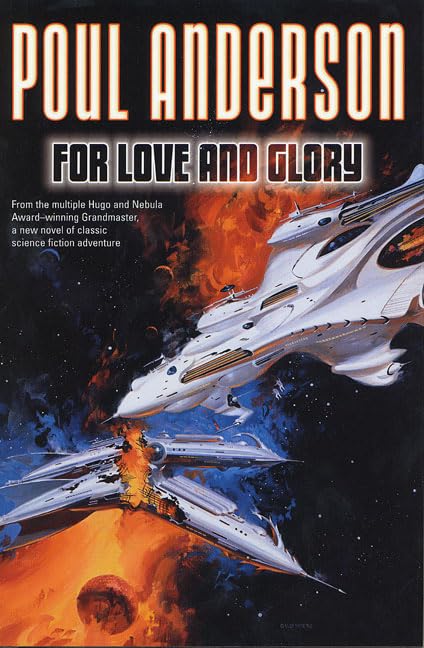 POUL ANDERSON
FOR LOVE AND GLORY
From the multiple Hugo and Nebula
Award–winning Grandmaster,
a new novel of classic
science fiction adventure